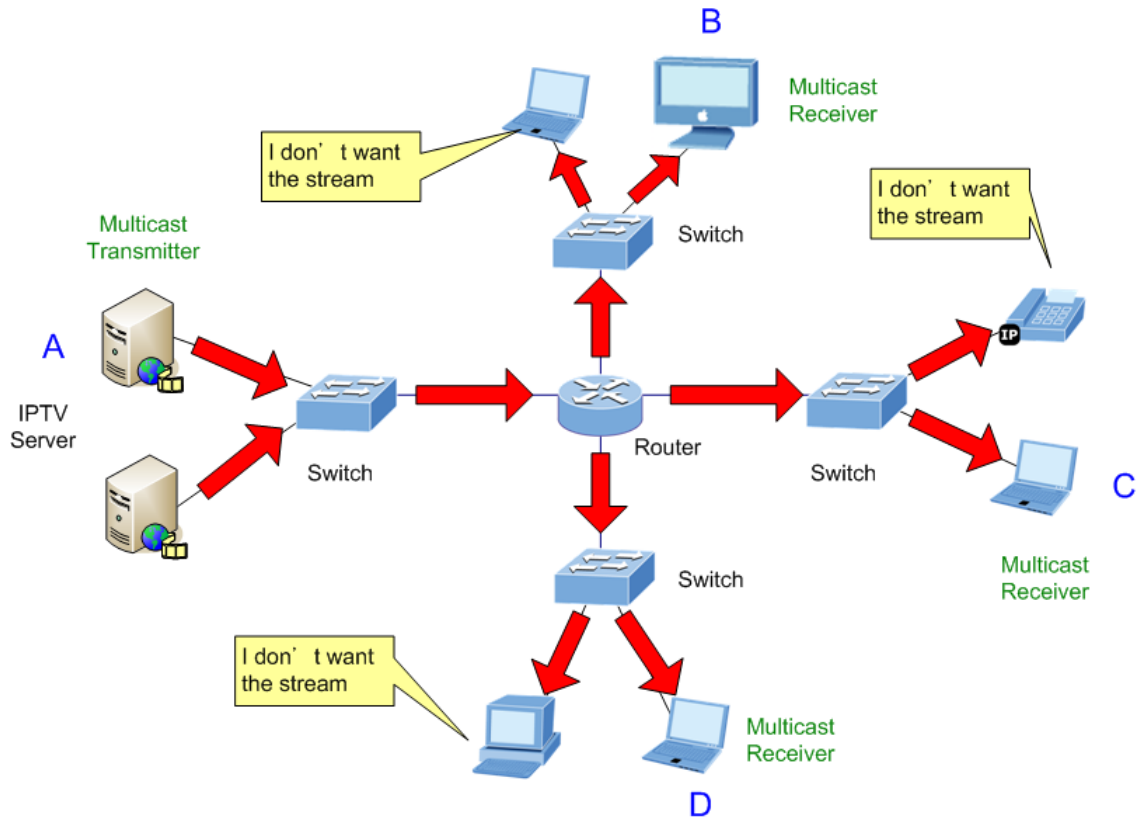 B
Multicast
Receiver
I don' t want
the stream
I don' t want
the stream
Switch
Multicast
Transmitter
A
IP
IPTV
Server
Switch
Router
Switch
C
Switch
Multicast
Receiver
I don' t want
the stream
Multicast
Receiver
D